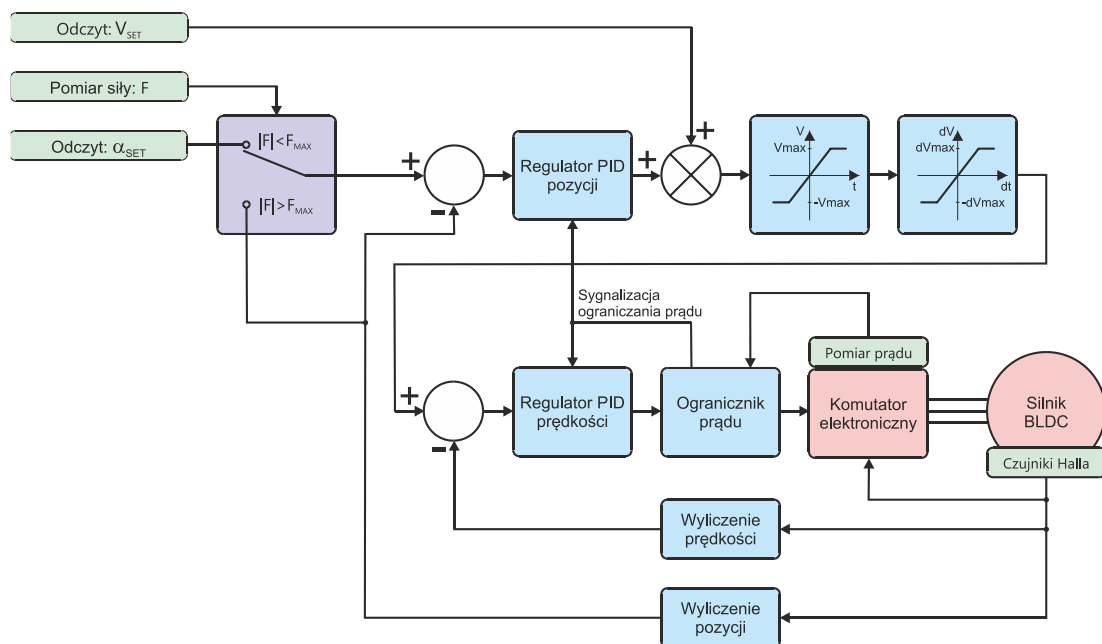 Odczyt: VSET
Pomiar siły: F
Odczyt: αSET
|F|<FMAX
|F|>FMAX
+
-
Regulator PID
pozycji
+
+
V
Vmax
t
-Vmax
dV
dVmax
dt
-dVmax
Sygnalizacja
ograniczania prądu
+
-
Regulator PID
prędkości
Ogranicznik
prądu
Pomiar prądu
Komutator
elektroniczny
Silnik
BLDC
Czujniki Halla
Wyliczenie
prędkości
Wyliczenie
pozycji